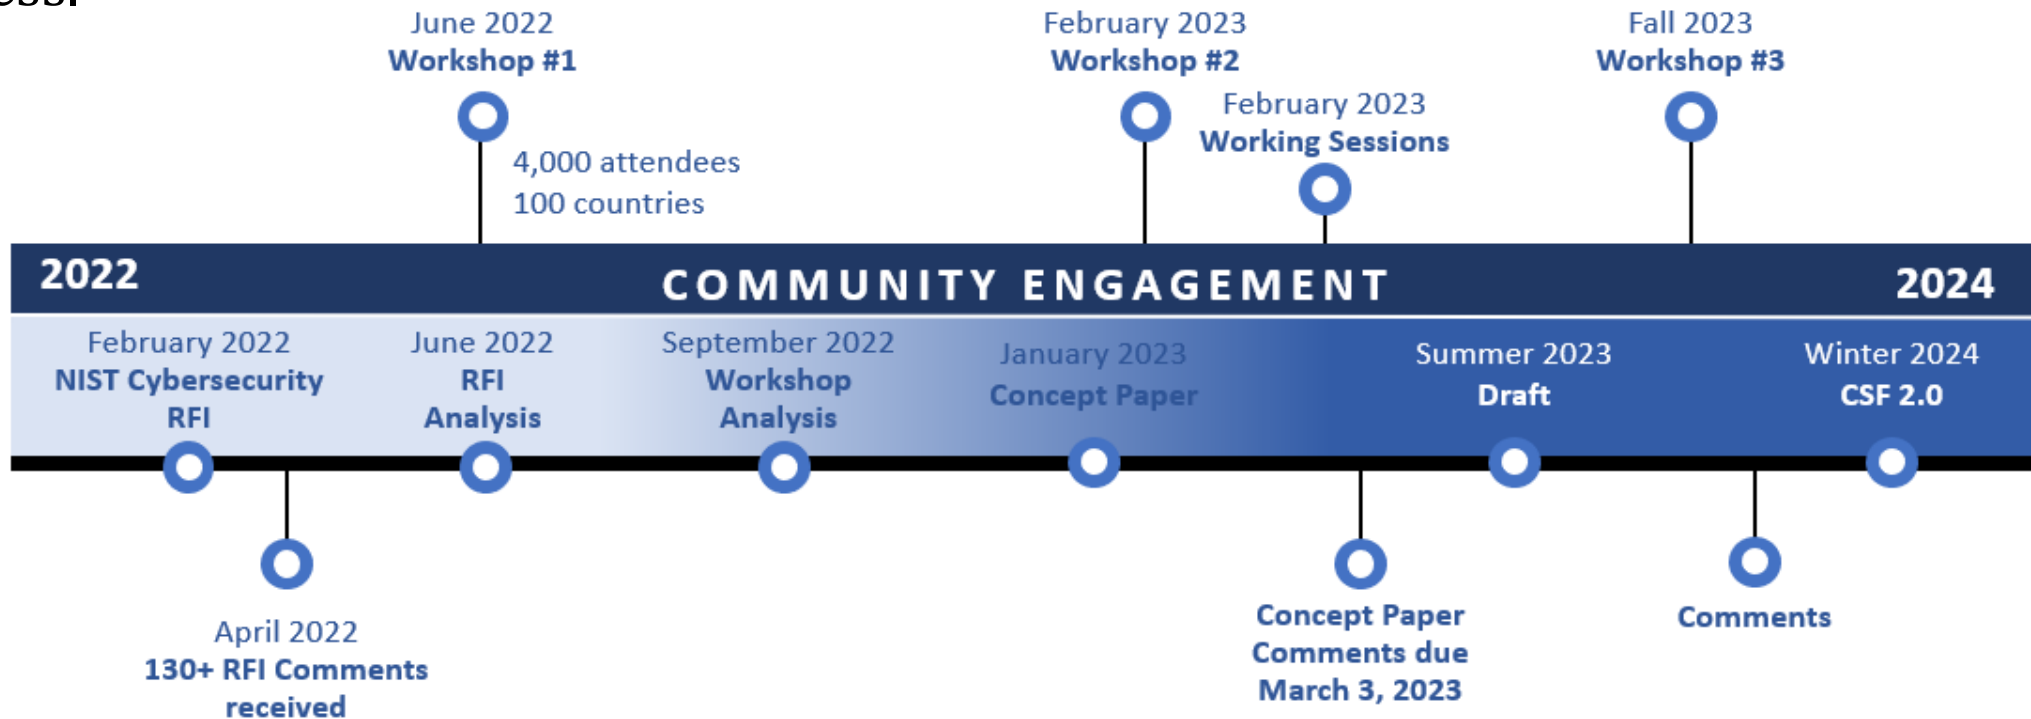 June 2022
Workshop #1
4,000 attendees
100 countries
February 2023
Workshop #2
February 2023
Working Sessions
Fall 2023
Workshop #3
2022
COMMUNITY ENGAGEMENT
2024
February 2022
NIST Cybersecurity
RFI
June 2022
RFI
Analysis
September 2022
Workshop
Analysis
January 2023
Concept Paper
Summer 2023
Draft
Winter 2024
CSF 2.0
April 2022
130+ RFI Comments
received
Concept Paper
Comments due
March 3, 2023
Comments